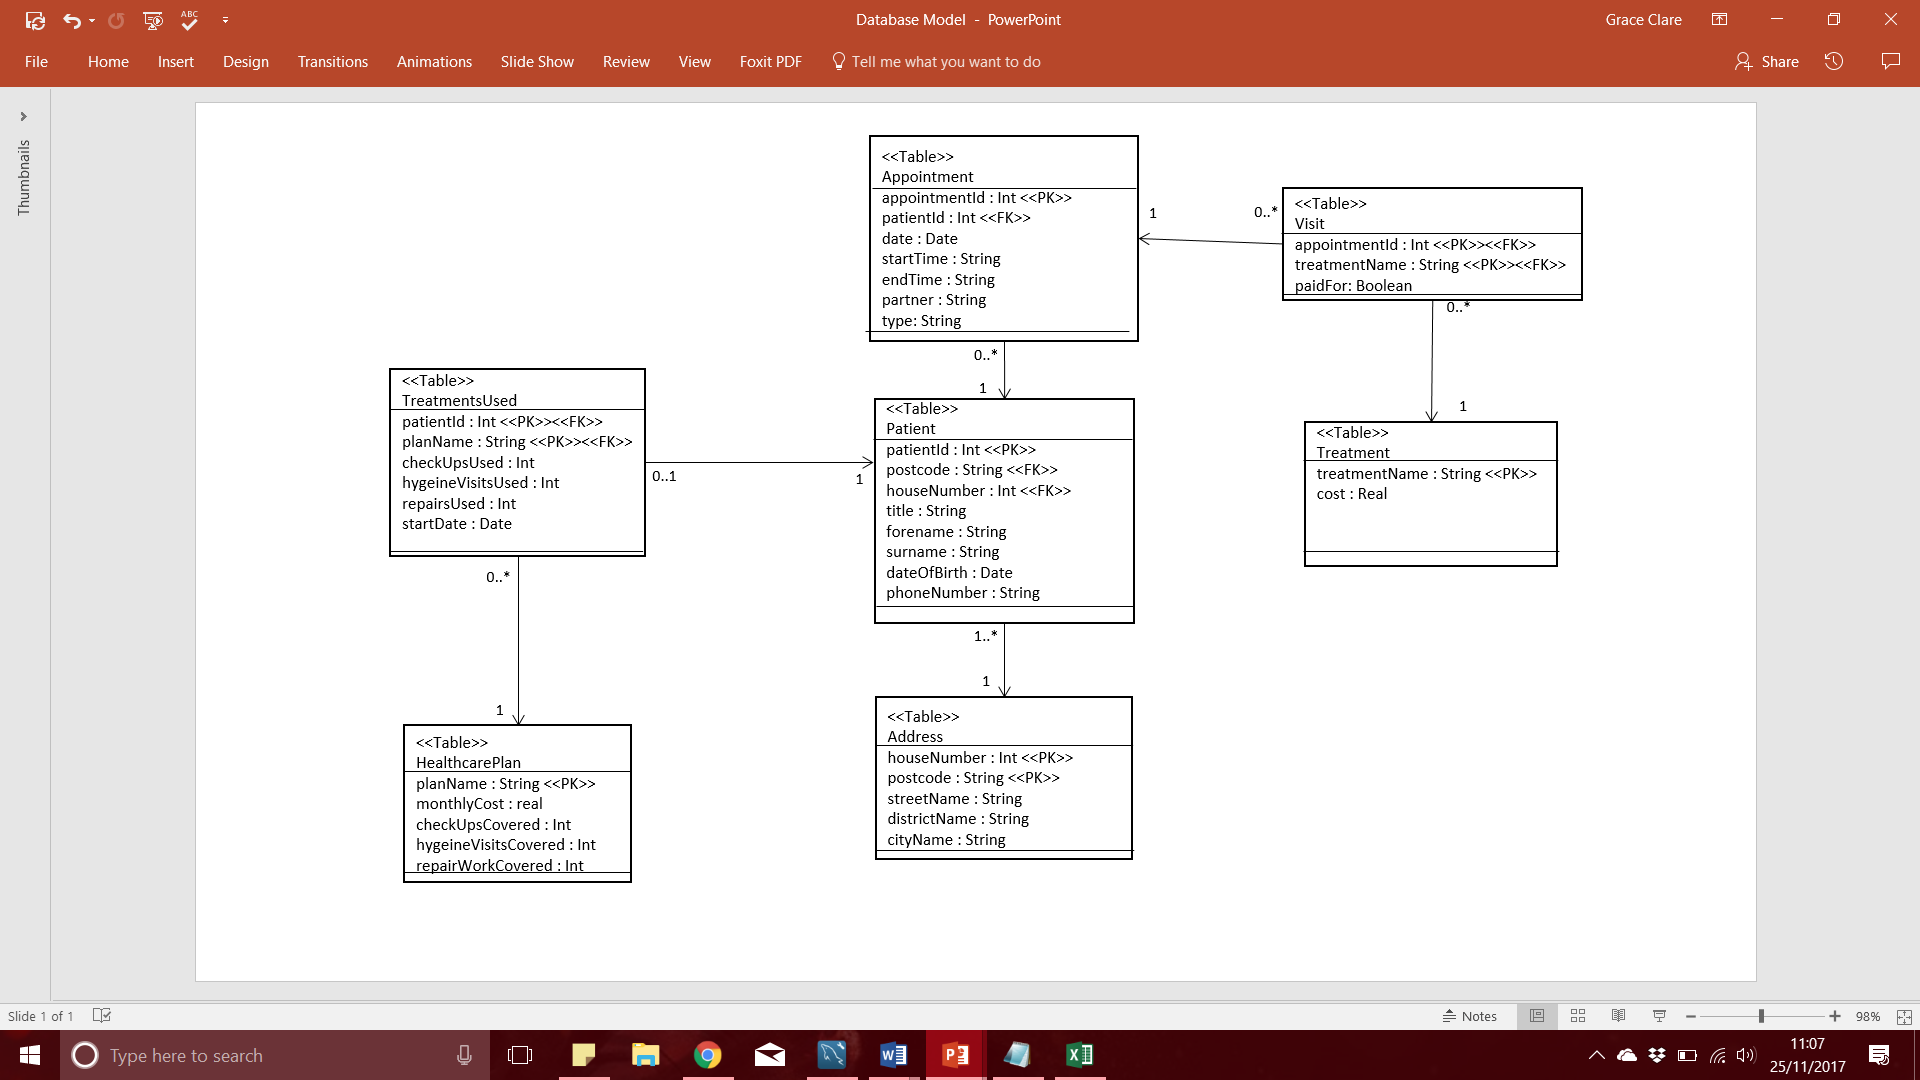 ABC
Database Model - PowerPoint
Grace Clare
File Home Insert Design Transitions Animations Slide Show Review View Foxit PDF Tell me what you want to do Share
Thumbnails
<<Table>>
Appointment
appointmentId : Int <<PK>>
patientId : Int <<FK>>
date : Date
startTime : String
endTime : String
partner : String
type: String
1
0..*
<<Table>>
Visit
appointmentId : Int <<PK>><<FK>>
treatmentName : String <<PK>><<FK>>
paidFor: Boolean
0..*
1
0..*
1
<<Table>>
TreatmentsUsed
patientId : Int <<PK>><<FK>>
planName : String <<PK>><<FK>>
checkUpsUsed : Int
hygeineVisitsUsed : Int
repairsUsed : Int
startDate : Date
0..1
1
<<Table>>
Patient
patientId : Int <<PK>>
postcode : String <<FK>>
houseNumber : Int <<FK>>
title : String
forename : String
surname : String
dateOfBirth : Date
phoneNumber : String
<<Table>>
Treatment
treatmentName : String <<PK>>
cost : Real
0..*
1
1..*
1
<<Table>>
HealthcarePlan
planName : String <<PK>>
monthlyCost : real
checkUpsCovered : Int
hygeineVisitsCovered : Int
repairWorkCovered : Int
<<Table>>
Address
houseNumber : Int <<PK>>
postcode : String <<PK>>
streetName : String
districtName : String
cityName : String
Slide 1 of 1
Notes
98%
Type here to search
11:07
25/11/2017